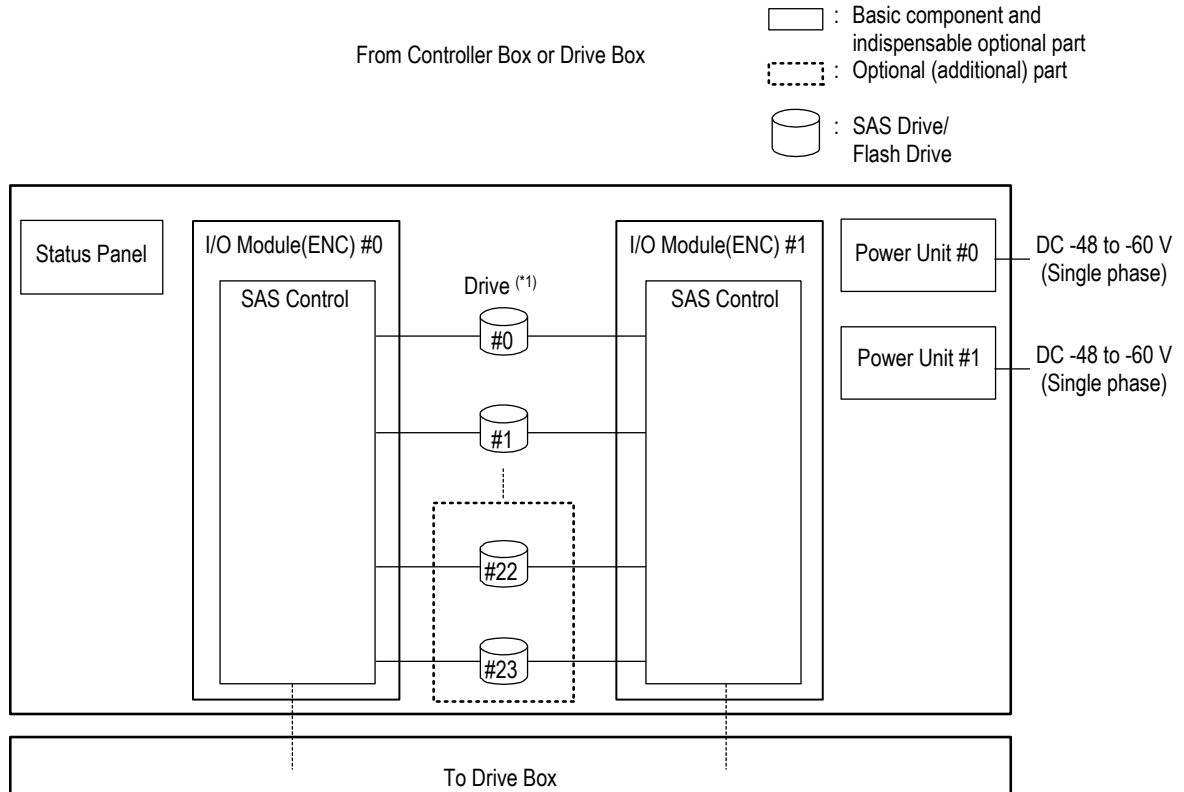 : Basic component and
indispensable optional part
From Controller Box or Drive Box
: Optional (additional) part
: SAS Drive/
Flash Drive
Status Panel
I/O Module(ENC) #0
SAS Control
Drive (*1)
#0
#1
#22
#23
I/O Module(ENC) #1
SAS Control
Power Unit #0
DC -48 to -60 V
(Single phase)
Power Unit #1
DC -48 to -60 V
(Single phase)
To Drive Box